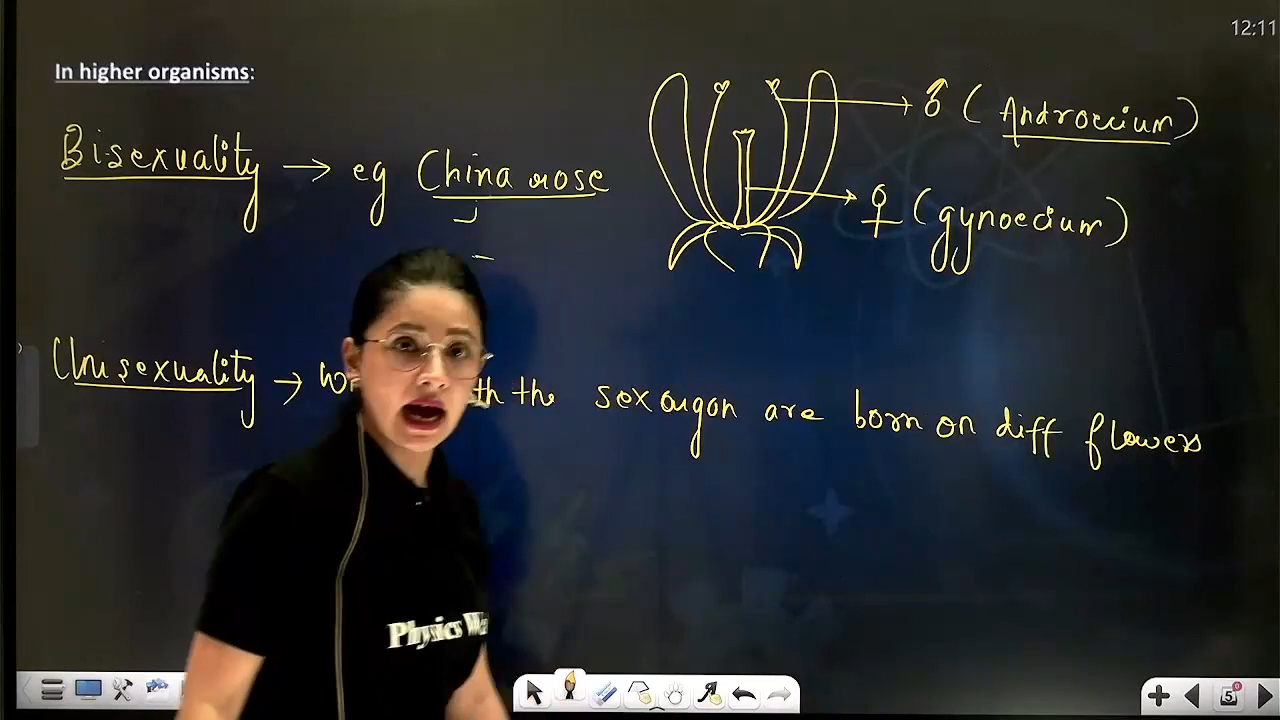 12:11
In higher organisms:
Bisexuality → eg China rose
♂ (Androecium)
♀ (gynoecium)
Unisexuality → th the sex organ are born on diff flowers
Physics
5